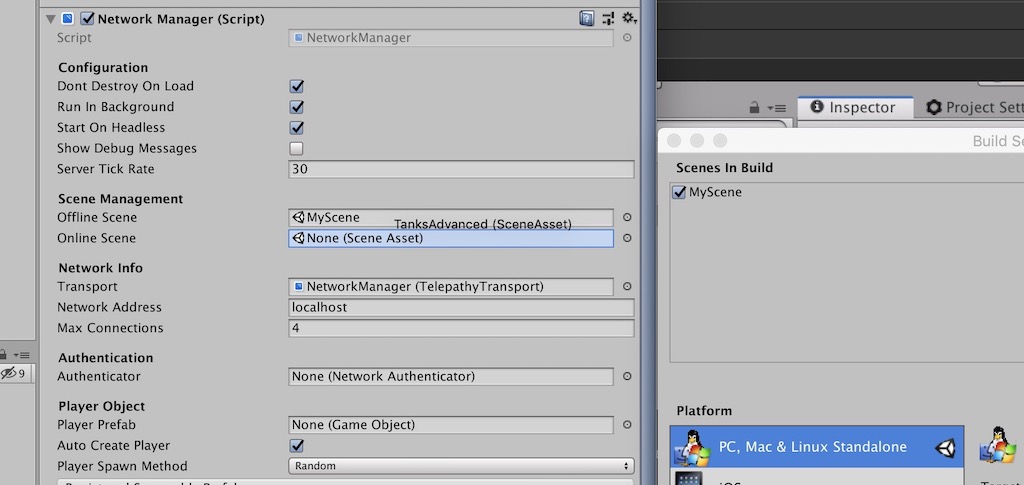 Network Manager (Script)
Script NetworkManager
Configuration
Dont Destroy On Load
Run In Background
Start On Headless
Show Debug Messages
Server Tick Rate 30
Scene Management
Offline Scene MyScene
TanksAdvanced (SceneAsset)
Online Scene None (Scene Asset)
Network Info
Transport NetworkManager (TelepathyTransport)
Network Address localhost
Max Connections 4
Authentication
Authenticator None (Network Authenticator)
Player Object
Player Prefab None (Game Object)
Auto Create Player
Player Spawn Method Random
9
Inspector Project Sett
Build Se
Scenes In Build
MyScene
Platform
PC, Mac & Linux Standalone